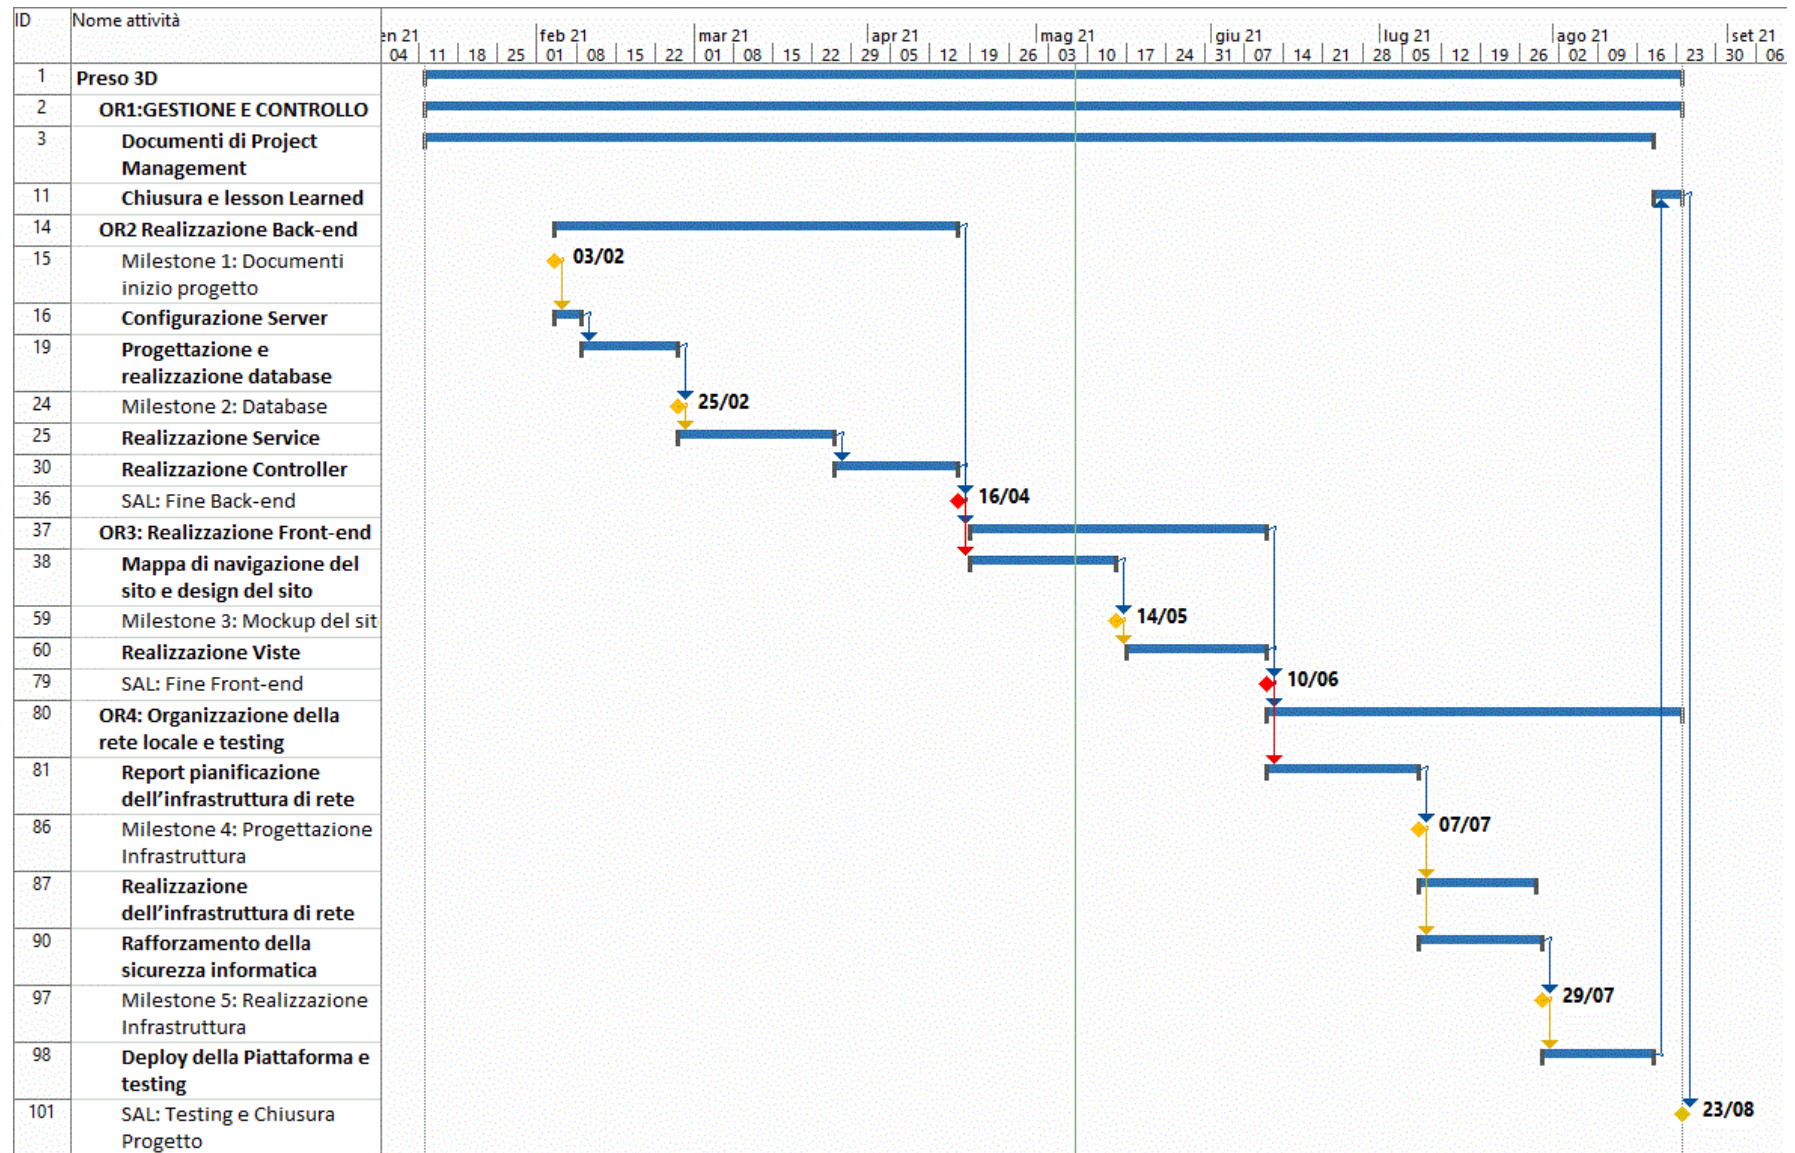 ID Nome attività
en 21 feb 21 mar 21 apr 21 mag 21 giu 21 lug 21 ago 21 set 21
04 11 18 25 01 08 15 22 01 08 15 22 29 05 12 19 26 03 10 17 24 31 07 14 21 28 05 12 19 26 02 09 16 23 30 06
1 Preso 3D
2 OR1:GESTIONE E CONTROLLO
3 Documenti di Project
Management
11 Chiusura e lesson Learned
14 OR2 Realizzazione Back-end
15 Milestone 1: Documenti 03/02
inizio progetto
16 Configurazione Server
19 Progettazione e
realizzazione database
24 Milestone 2: Database 25/02
25 Realizzazione Service
30 Realizzazione Controller
36 SAL: Fine Back-end 16/04
37 OR3: Realizzazione Front-end
38 Mappa di navigazione del
sito e design del sito
59 Milestone 3: Mockup del sit 14/05
60 Realizzazione Viste
79 SAL: Fine Front-end 10/06
80 OR4: Organizzazione della
rete locale e testing
81 Report pianificazione
dell’infrastruttura di rete
86 Milestone 4: Progettazione 07/07
Infrastruttura
87 Realizzazione
dell’infrastruttura di rete
90 Rafforzamento della
sicurezza informatica
97 Milestone 5: Realizzazione 29/07
Infrastruttura
98 Deploy della Piattaforma e
testing
101 SAL: Testing e Chiusura 23/08
Progetto